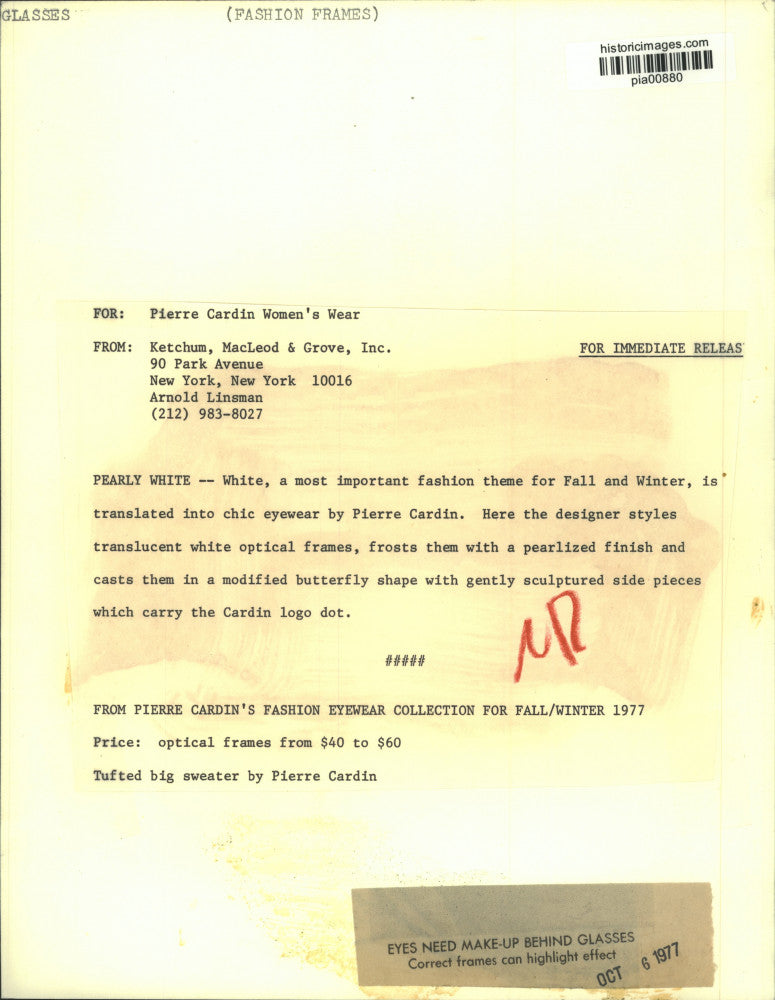 GLASSES (FASHION FRAMES)
historicimages.com
pia00880
FOR: Pierre Cardin Women's Wear
FROM: Ketchum, MacLeod & Grove, Inc. FOR IMMEDIATE RELEAS
90 Park Avenue
New York, New York 10016
Arnold Linsman
(212) 983-8027
PEARLY WHITE -- White, a most important fashion theme for Fall and Winter, is
translated into chic eyewear by Pierre Cardin. Here the designer styles
translucent white optical frames, frosts them with a pearlized finish and
casts them in a modified butterfly shape with gently sculptured side pieces
which carry the Cardin logo dot.
#####
FROM PIERRE CARDIN'S FASHION EYEWEAR COLLECTION FOR FALL/WINTER 1977
Price: optical frames from $40 to $60
Tufted big sweater by Pierre Cardin
EYES NEED MAKE-UP BEHIND GLASSES
Correct frames can highlight effect
OCT 6 1977